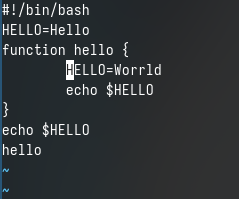 #!/bin/bash
HELLO=Hello
function hello {
        HELLO=Worrld
        echo $HELLO
}
echo $HELLO
hello
~
~